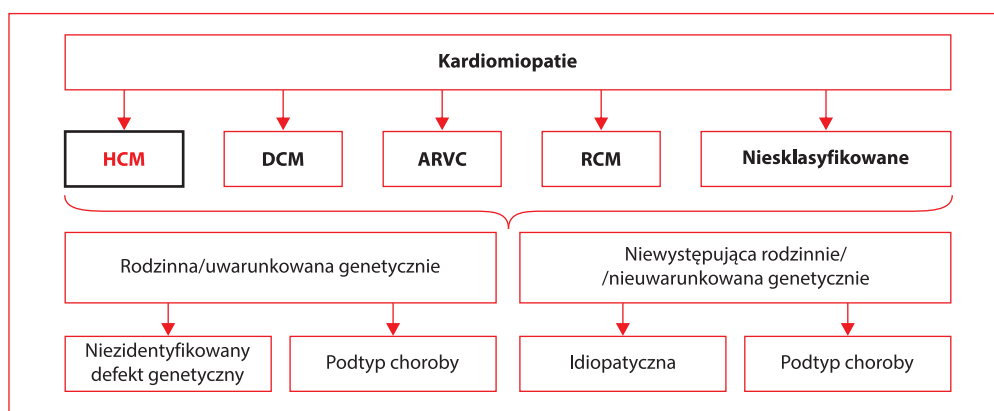 Kardiomiopatie
HCM
DCM
ARVC
RCM
Niesklasyfikowane
Rodzinna/uwarunkowana genetycznie
Niewystępująca rodzinnie/
/nieuwarunkowana genetycznie
Niezidentyfikowany
defekt genetyczny
Podtyp choroby
Idiopatyczna
Podtyp choroby